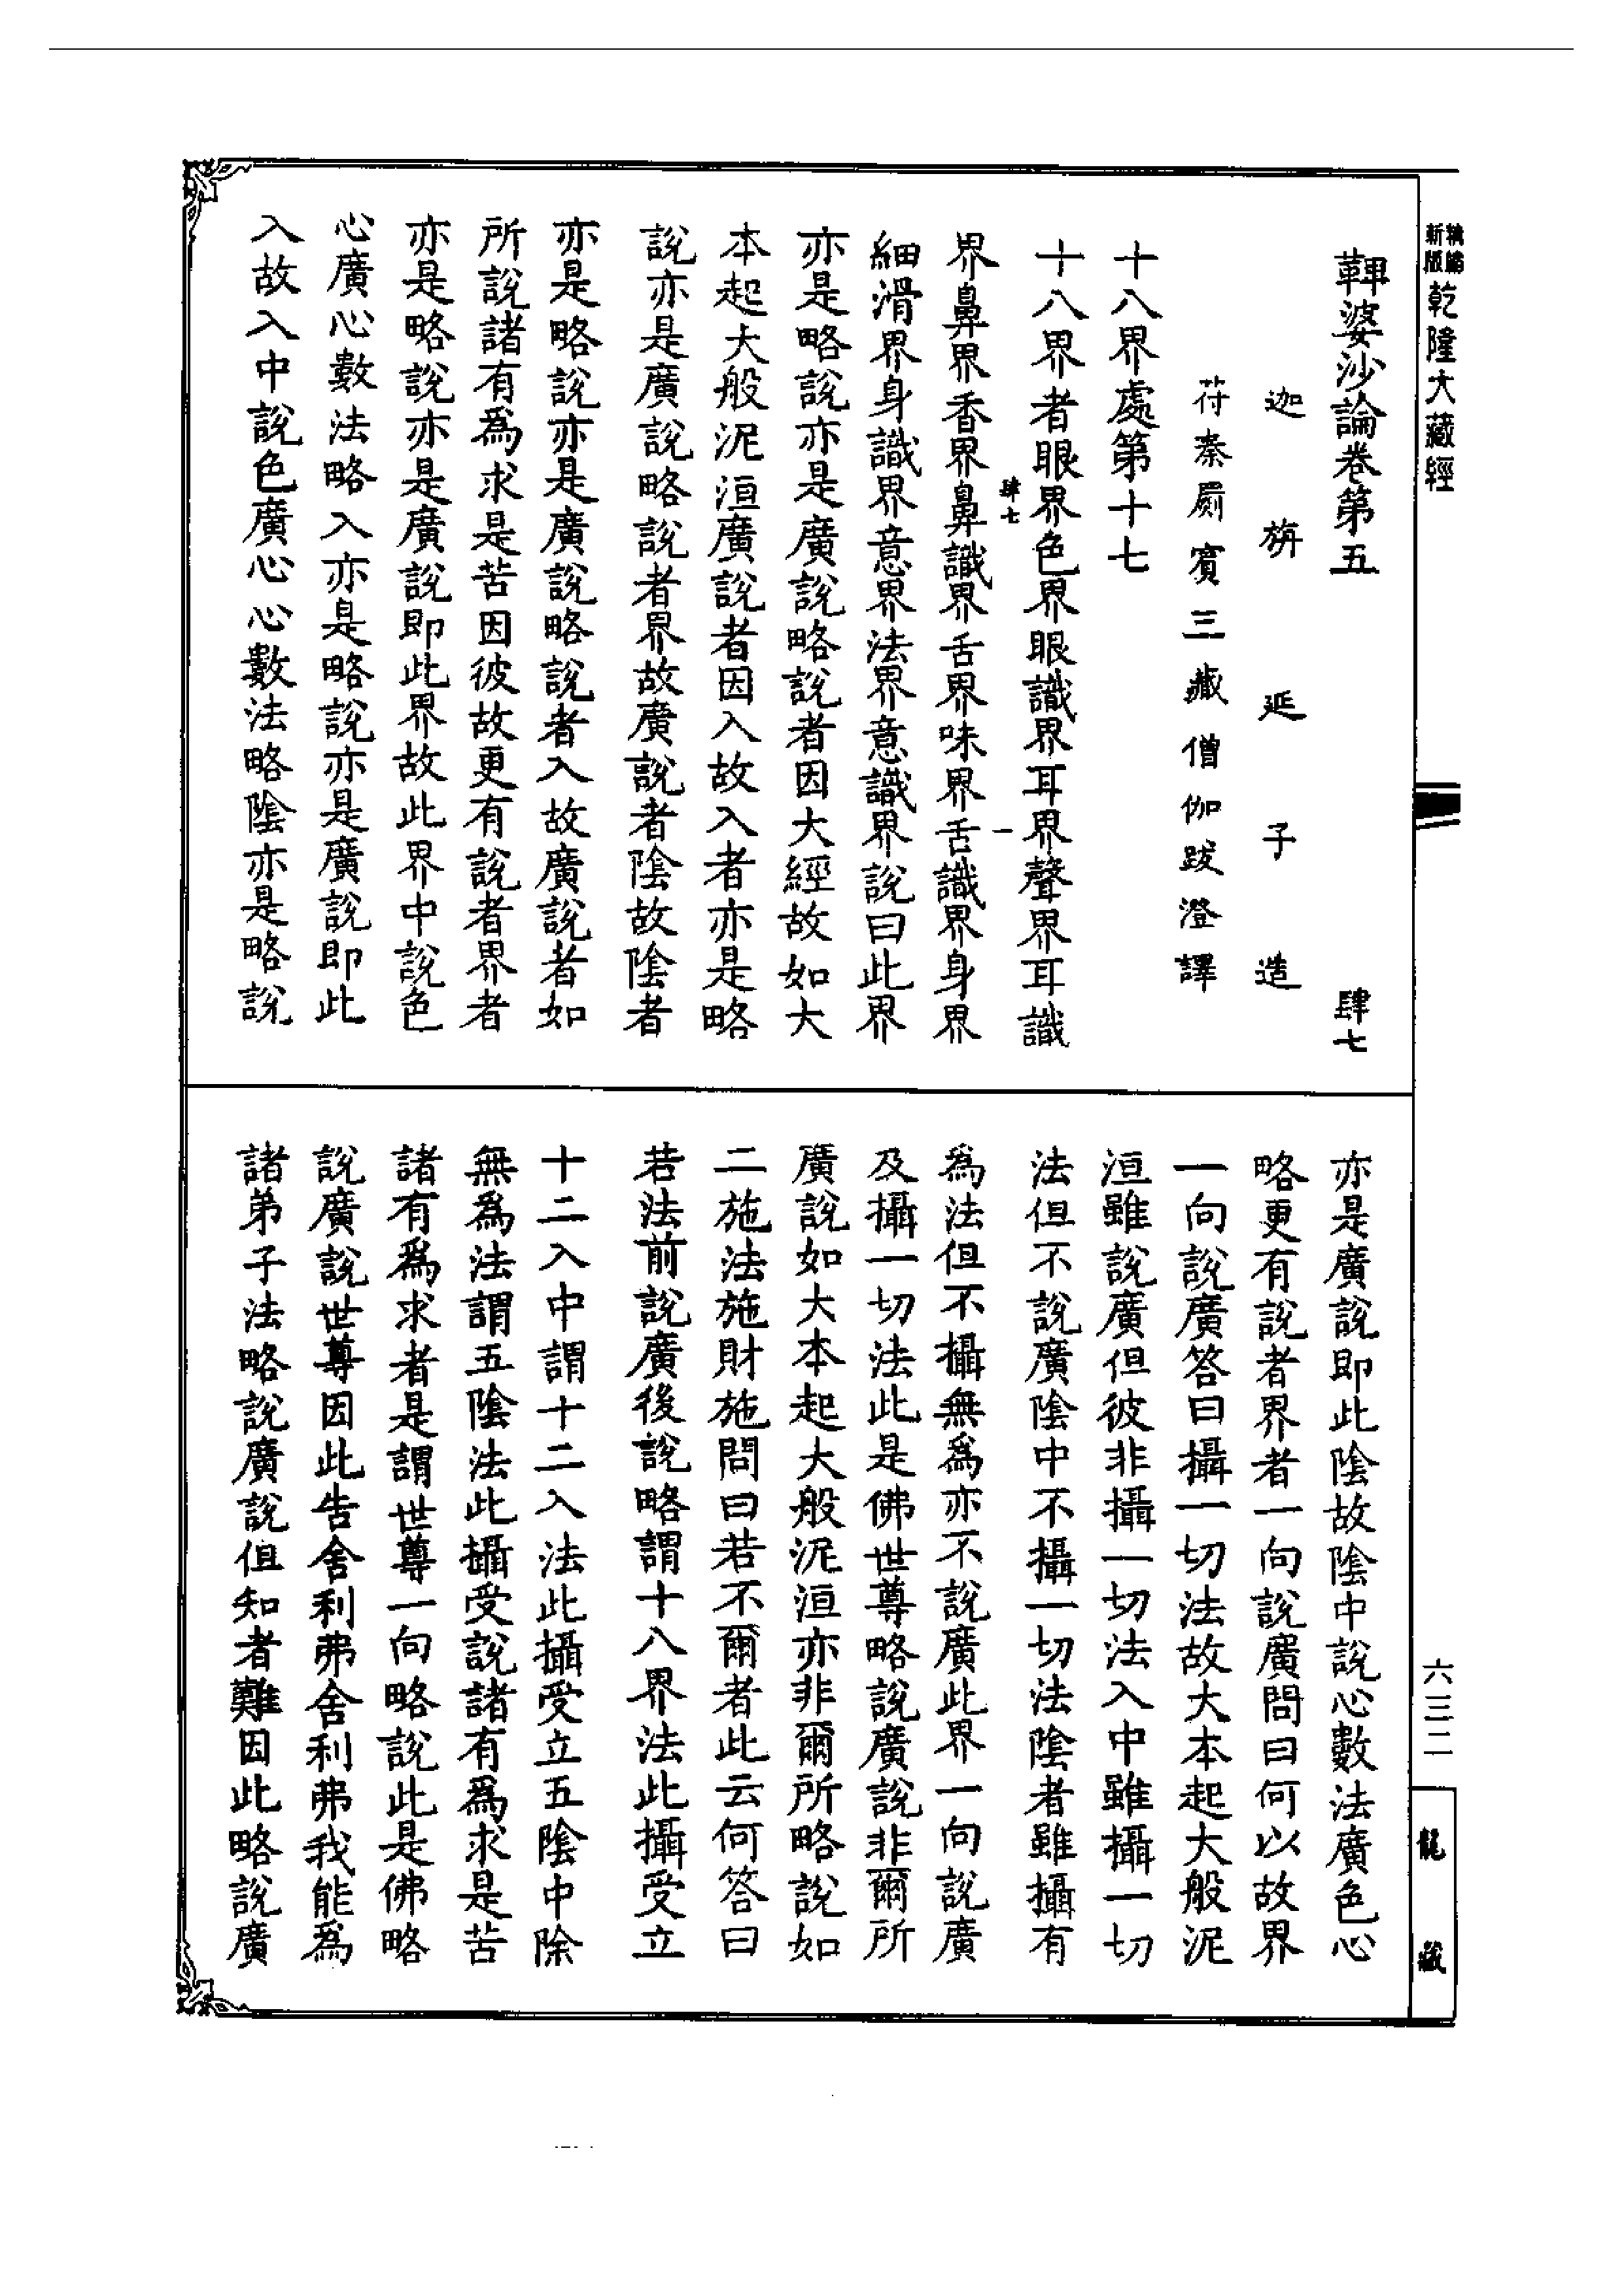 精縮新版乾隆大藏經
鞞婆沙論卷第五 肆七
迦旃延子造
苻秦罽賓三藏僧伽跋澄譯
十八界處第十七
十八界者眼界色界眼識界耳界聲界耳識
肆七 一
界鼻界香界鼻識界舌界味界舌識界身界
細滑界身識界意界法界意識界說曰此界
亦是略說亦是廣說略說者因大經故如大
本起大般泥洹廣說者因入故入者亦是略
說亦是廣說略說者界故廣說者陰故陰者
亦是略說亦是廣說略說者入故廣說者如
所說諸有為求是苦因彼故更有說者界者
亦是略說亦是廣說即此界故此界中說色
心廣心數法略入亦是略說亦是廣說即此
入故入中說色廣心心數法略陰亦是略說
亦是廣說即此陰故陰中說心數法廣色心
略更有說者界者一向說廣問曰何以故界
一向說廣答曰攝一切法故大本起大般泥
洹雖說廣但彼非攝一切法入中雖攝一切
法但不說廣陰中不攝一切法陰者雖攝有
為法但不攝無為亦不說廣此界一向說廣
及攝一切法此是佛世尊略說廣說非爾所
廣說如大本起大般泥洹亦非爾所略說如
二施法施財施問曰若不爾者此云何答曰
若法前說廣後說略謂十八界法此攝受立
十二入中謂十二入法此攝受立五陰中除
無為法謂五陰法此攝受說諸有為求是苦
諸有為求者是謂世尊一向略說此是佛略
說廣說世尊因此告舍利弗舍利弗我能為
諸弟子法略說廣說但知者難因此略說廣
六三二
龍藏